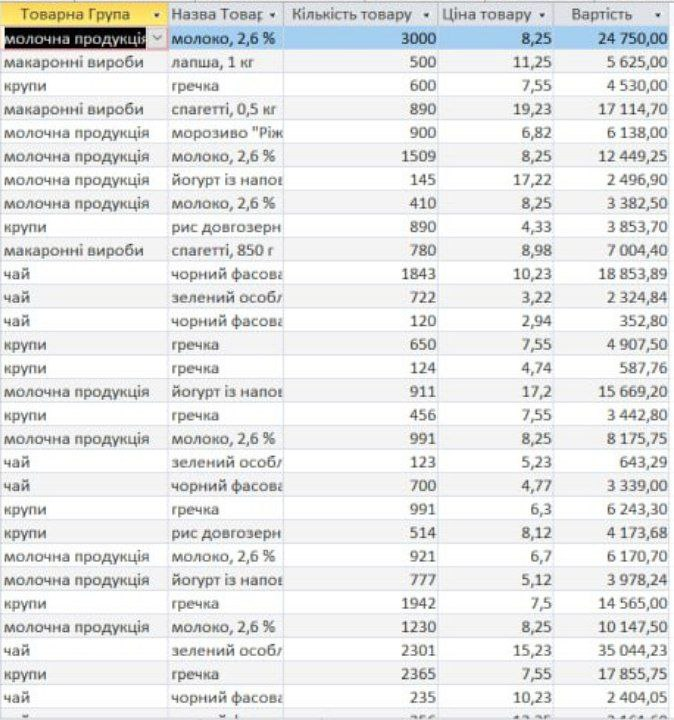 Товарна Група Назва Товар Кількість товару Ціна товару Вартість
молочна продукція молоко, 2,6 % 3000 8,25 24 750,00
макаронні вироби лапша, 1 кг 500 11,25 5 625,00
крупи гречка 600 7,55 4 530,00
макаронні вироби спагетті, 0,5 кг 890 19,23 17 114,70
молочна продукція морозиво "Ріж 900 6,82 6 138,00
молочна продукція молоко, 2,6 % 1509 8,25 12 449,25
молочна продукція йогурт із напов 145 17,22 2 496,90
молочна продукція молоко, 2,6 % 410 8,25 3 382,50
крупи рис довгозерн 890 4,33 3 853,70
макаронні вироби спагетті, 850 г 780 8,98 7 004,40
чай чорний фасова 1843 10,23 18 853,89
чай зелений особл 722 3,22 2 324,84
чай чорний фасова 120 2,94 352,80
крупи гречка 650 7,55 4 907,50
крупи гречка 124 4,74 587,76
молочна продукція йогурт із напов 911 17,2 15 669,20
крупи гречка 456 7,55 3 442,80
молочна продукція молоко, 2,6 % 991 8,25 8 175,75
чай зелений особл 123 5,23 643,29
чай чорний фасова 700 4,77 3 339,00
крупи гречка 991 6,3 6 243,30
крупи рис довгозерн 514 8,12 4 173,68
молочна продукція молоко, 2,6 % 921 6,7 6 170,70
молочна продукція йогурт із напов 777 5,12 3 978,24
крупи гречка 1942 7,5 14 565,00
молочна продукція молоко, 2,6 % 1230 8,25 10 147,50
чай зелений особл 2301 15,23 35 044,23
крупи гречка 2365 7,55 17 855,75
чай чорний фасова 235 10,23 2 404,05